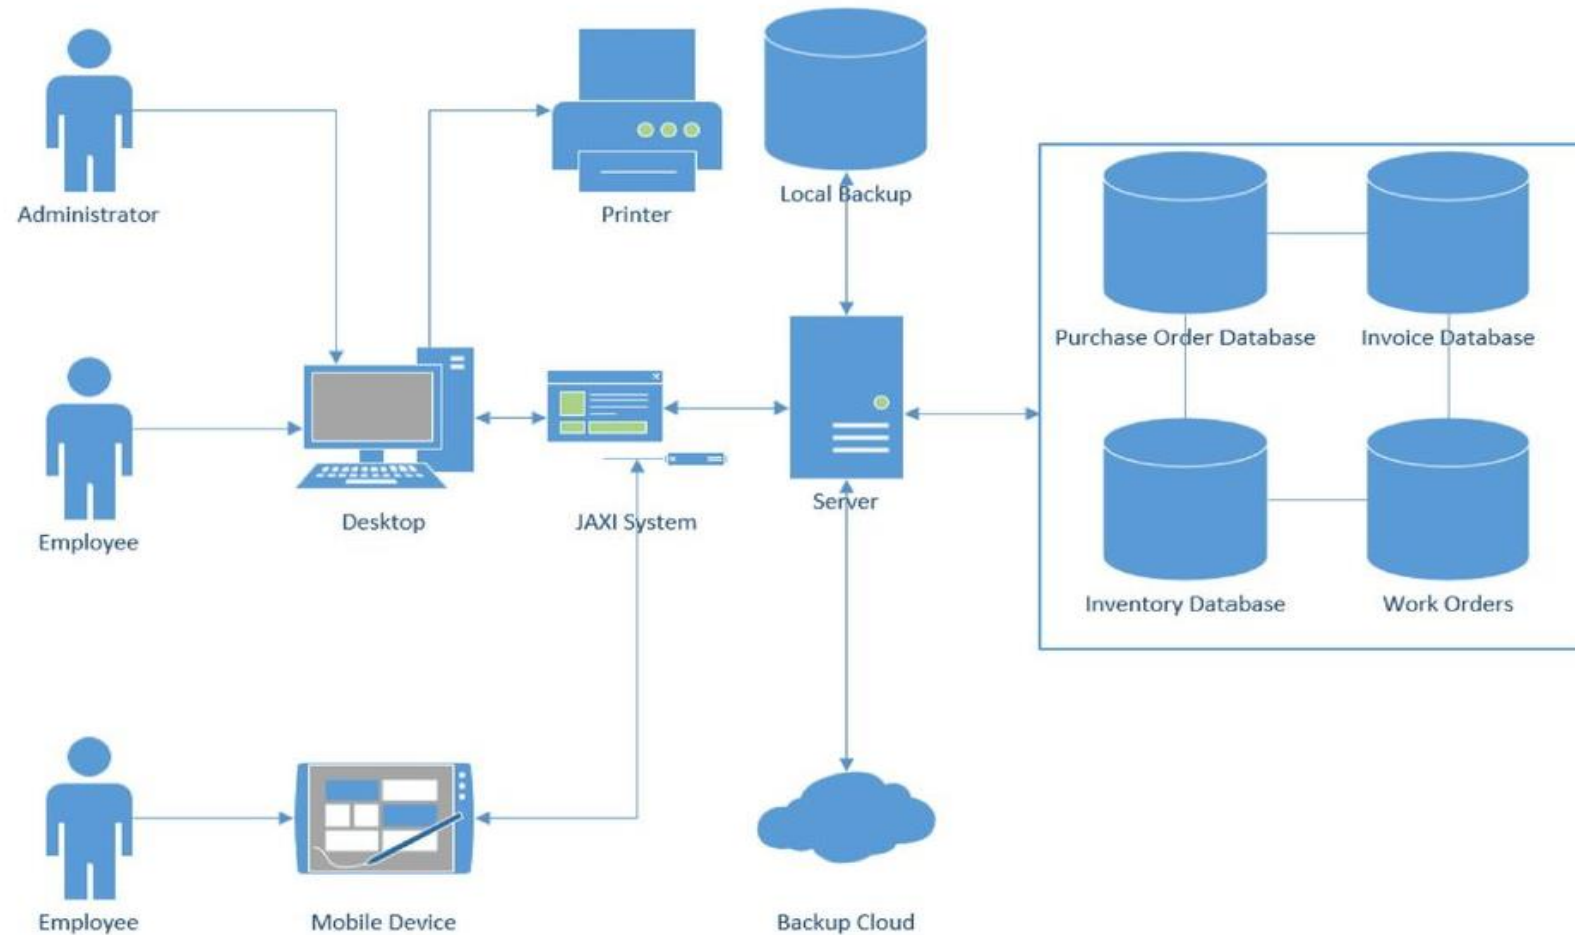 Local Backup
Administrator
Printer
Purchase Order Database
Invoice Database
Server
Desktop
JAXI System
Employee
Inventory Database
Work Orders
Employee
Mobile Device
Backup Cloud